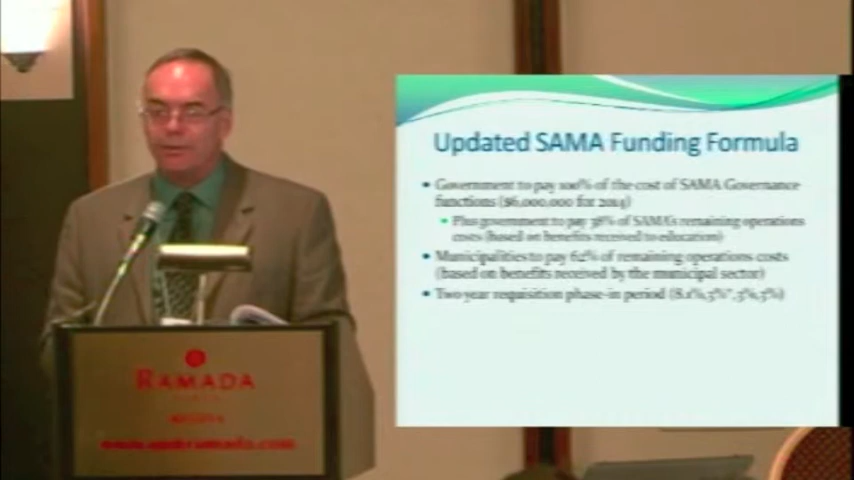 Updated SAMA Funding Formula
• Government to pay 100% of the cost of SAMA Governance
functions ($6,000,000 for 2014)
• Plus government to pay 38% of SAMA's remaining operations
costs (based on benefits received to education)
• Municipalities to pay 62% of remaining operations costs
(based on benefits received by the municipal sector)
• Two year requisition phase-in period
RAMADA